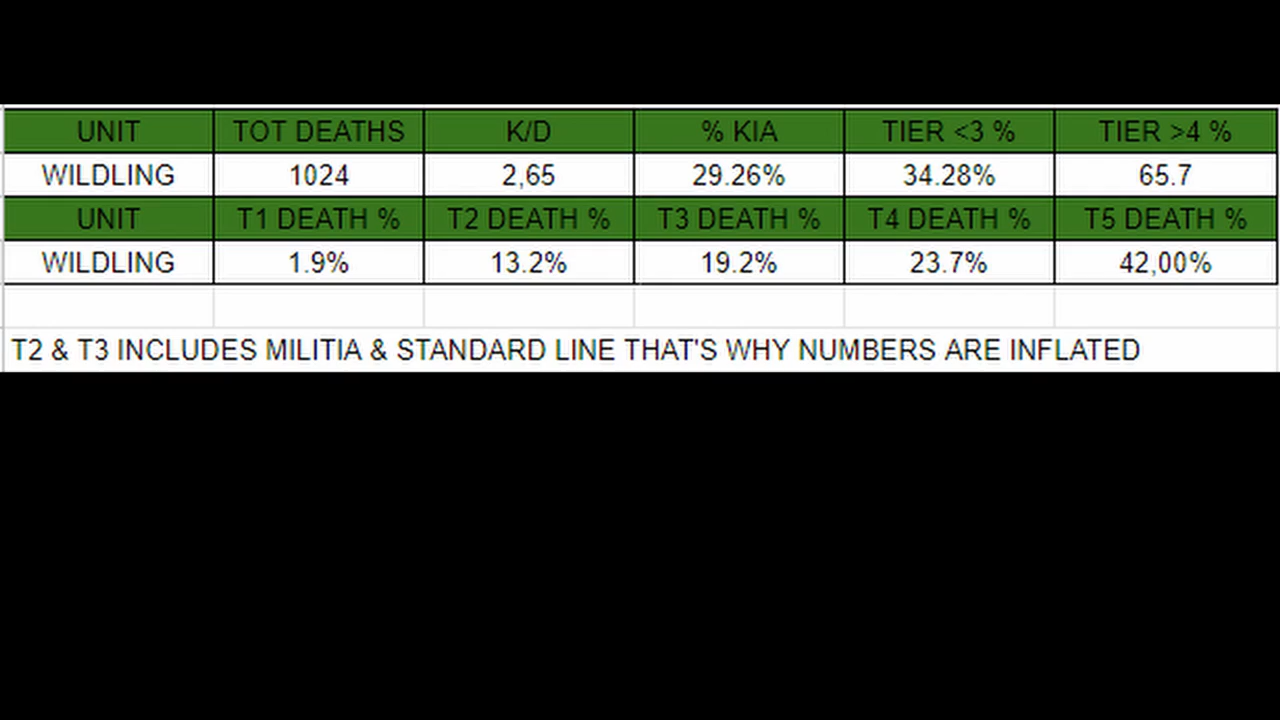 UNIT TOT DEATHS K/D % KIA TIER <3 % TIER >4 %
WILDLING 1024 2,65 29.26% 34.28% 65.7
UNIT T1 DEATH % T2 DEATH % T3 DEATH % T4 DEATH % T5 DEATH %
WILDLING 1.9% 13.2% 19.2% 23.7% 42,00%
T2 & T3 INCLUDES MILITIA & STANDARD LINE THAT'S WHY NUMBERS ARE INFLATED